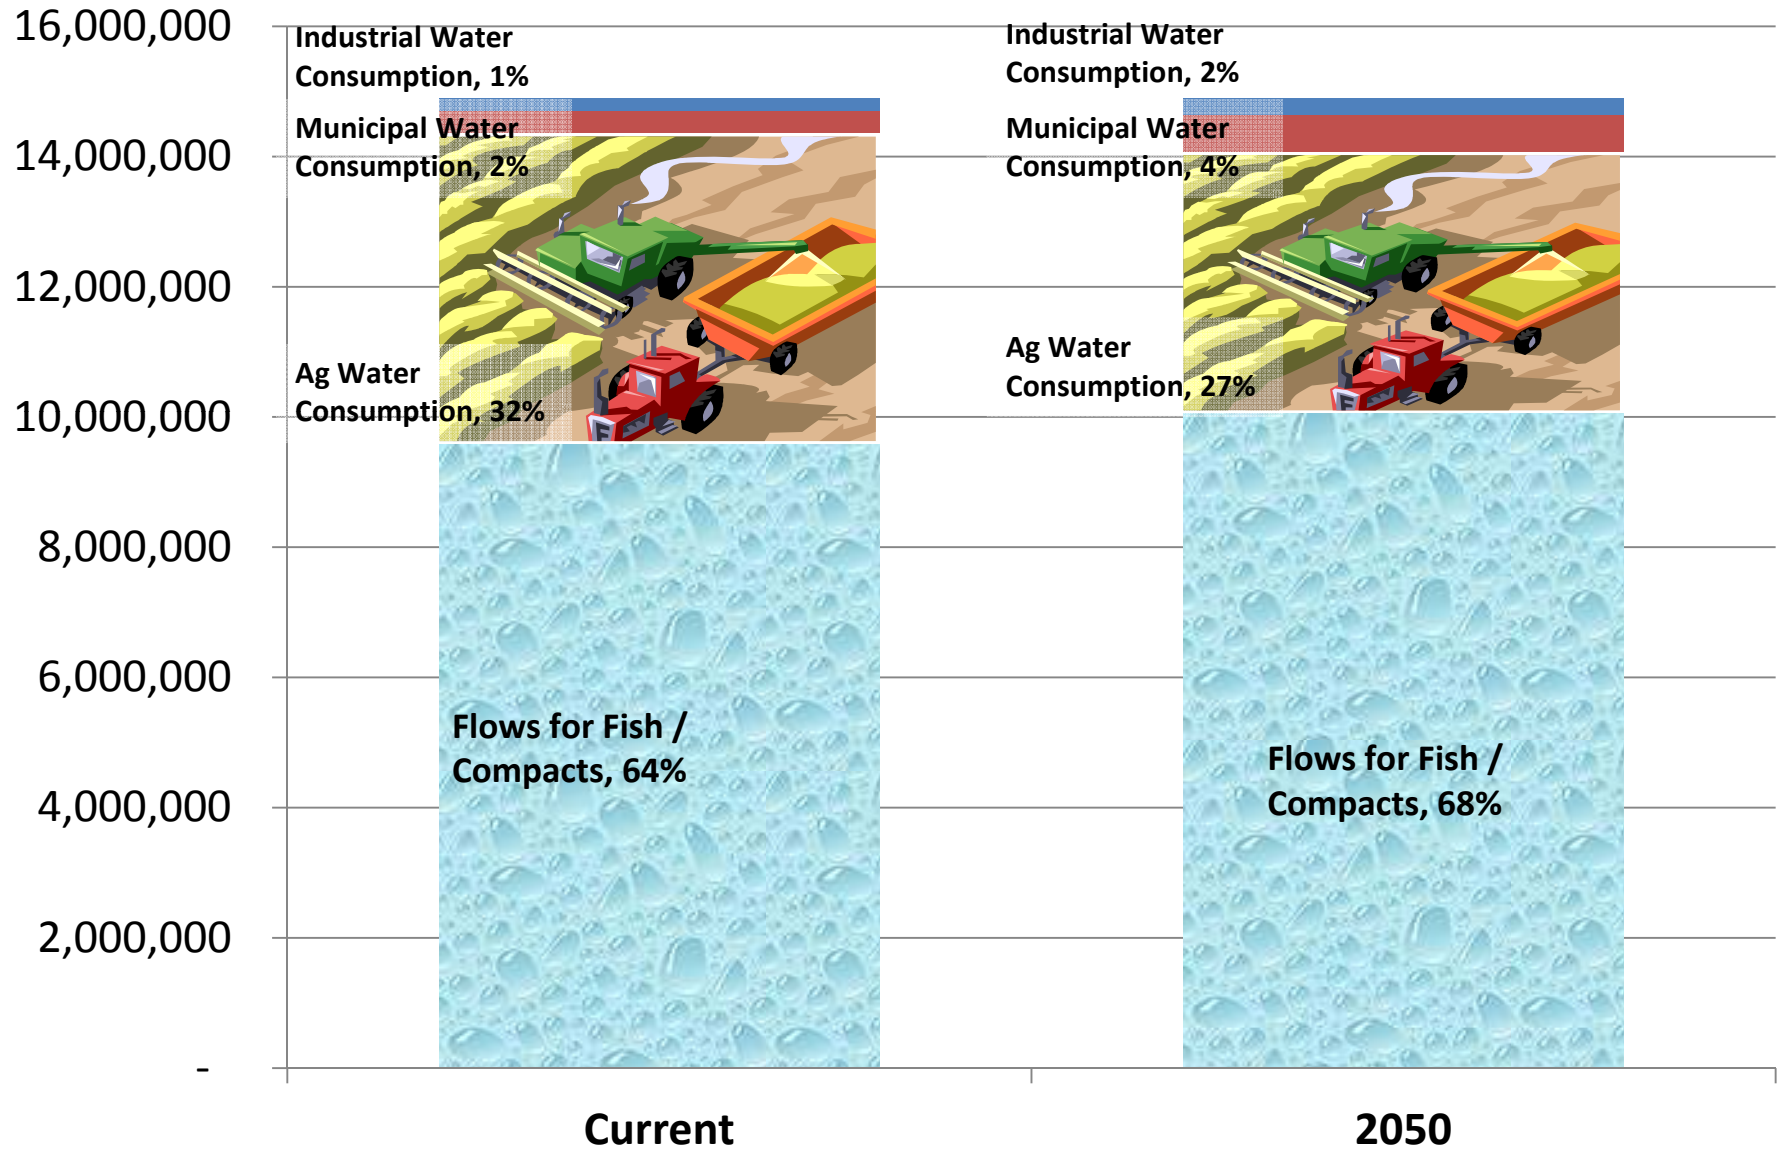 16,000,000
14,000,000
12,000,000
10,000,000
8,000,000
6,000,000
4,000,000
2,000,000
-
Industrial Water
Consumption, 1%
Municipal Water
Consumption, 2%
Ag Water
Consumption, 32%
Flows for Fish /
Compacts, 64%
Industrial Water
Consumption, 2%
Municipal Water
Consumption, 4%
Ag Water
Consumption, 27%
Flows for Fish /
Compacts, 68%
Current
2050